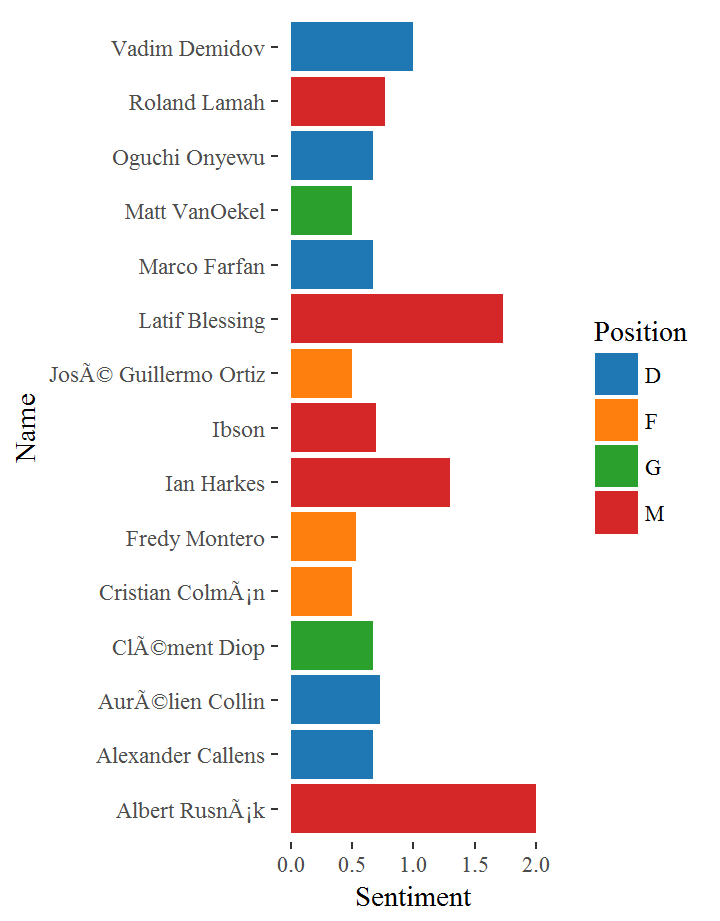 Vadim Demidov
Roland Lamah
Oguchi Onyewu
Matt VanOekel
Marco Farfan
Latif Blessing
JosÃ© Guillermo Ortiz
Ibson
Ian Harkes
Fredy Montero
Cristian ColmÃ¡n
ClÃ©ment Diop
AurÃ©lien Collin
Alexander Callens
Albert RusnÃ¡k
Name
0.0 0.5 1.0 1.5 2.0
Sentiment
Position
D
F
G
M